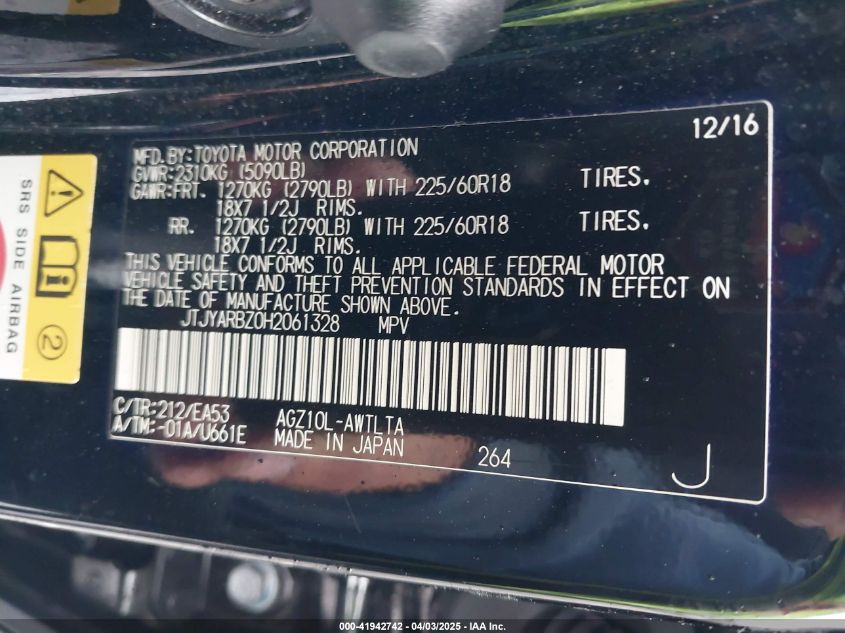 12/16
MFD.BY:TOYOTA MOTOR CORPORATION
GVWR:2310KG (5090LB)
GAWR:FRT. 1270KG (2790LB) WITH 225/60R18 TIRES.
18X7 1/2J RIMS.
RR. 1270KG (2790LB) WITH 225/60R18 TIRES.
18X7 1/2J RIMS.
THIS VEHICLE CONFORMS TO ALL APPLICABLE FEDERAL MOTOR
VEHICLE SAFETY AND THEFT PREVENTION STANDARDS IN EFFECT ON
THE DATE OF MANUFACTURE SHOWN ABOVE.
JTJYARBZ0H2061328 MPV
C/TR:212/EA53 AGZ10L-AWTLTA
A/TM:-01A/U661E MADE IN JAPAN 264
J
SRS SIDE AIRBAG
2
000-41942742 - 04/03/2025 - IAA Inc.